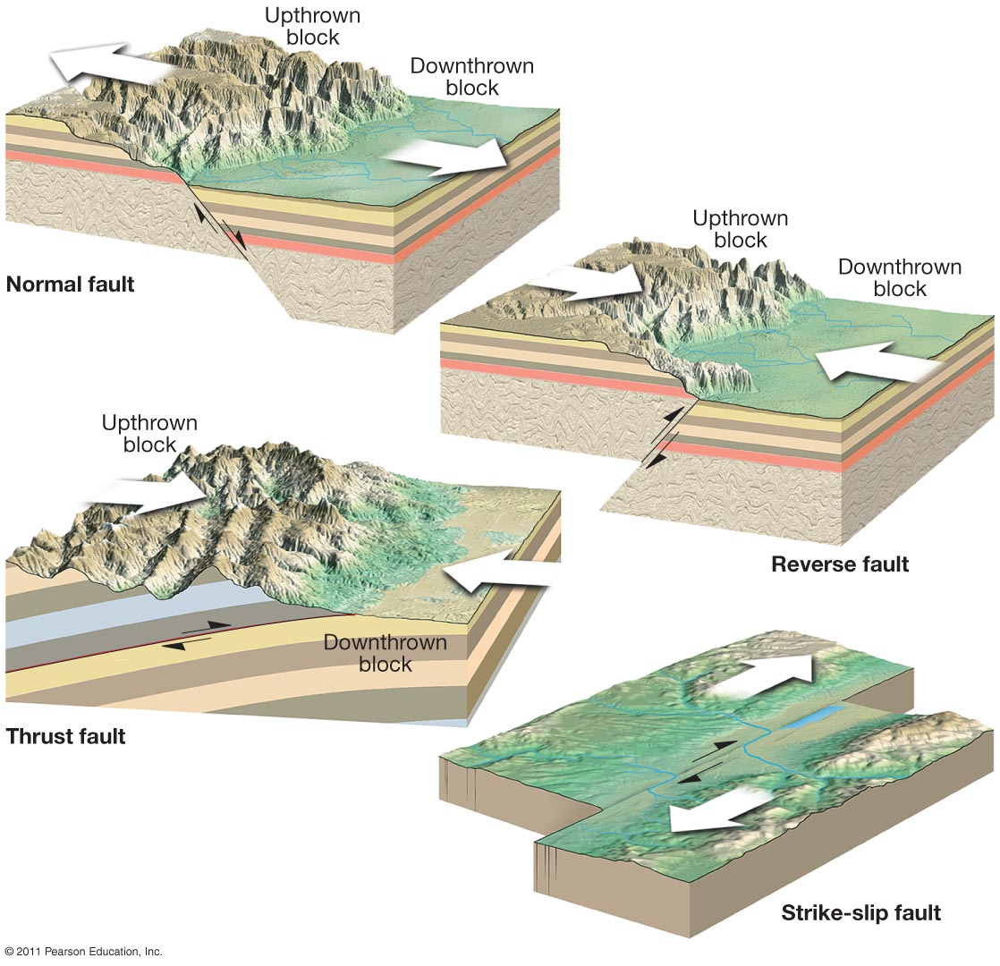 Upthrown
block
Downthrown
block
Normal fault
Upthrown
block
Downthrown
block
Reverse fault
Upthrown
block
Downthrown
block
Thrust fault
Strike-slip fault
© 2011 Pearson Education, Inc.